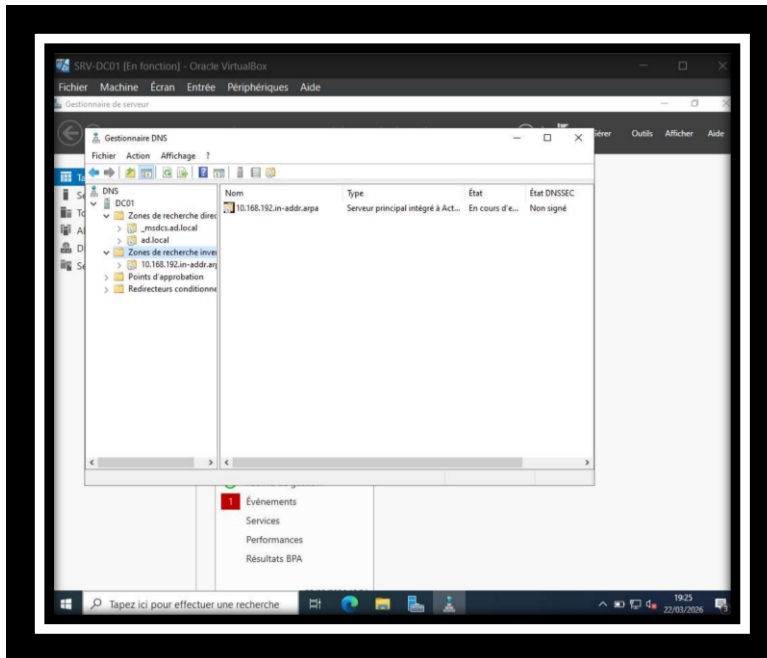 SRV-DC01 [En fonction] - Oracle VirtualBox
Fichier Machine Écran Entrée Périphériques Aide
Gestionnaire de serveur
Gérer Outils Afficher Aide
Gestionnaire DNS
Fichier Action Affichage ?
DNS
DC01
Zones de recherche direc
_msdcs.ad.local
ad.local
Zones de recherche inver
10.168.192.in-addr.arp
Points d'approbation
Redirecteurs conditionne
Nom Type État État DNSSEC
10.168.192.in-addr.arpa Serveur principal intégré à Act... En cours d'e... Non signé
1 Événements
Services
Performances
Résultats BPA
Tapez ici pour effectuer une recherche
19:25
22/03/2026